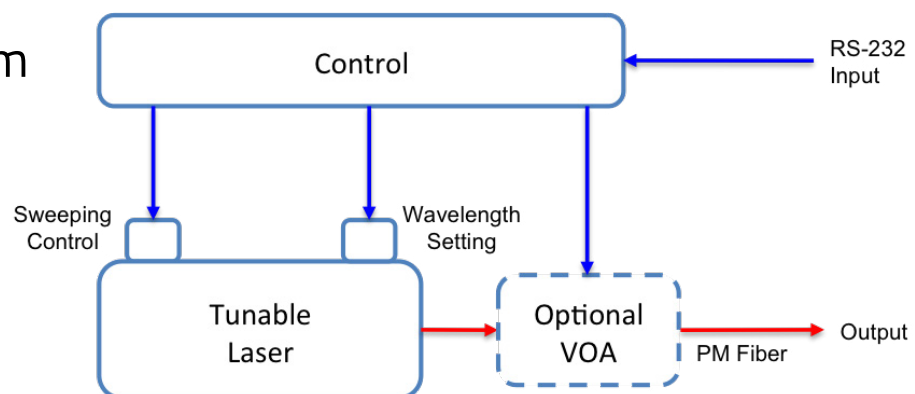 m
Control
RS-232
Input
Sweeping
Control
Wavelength
Setting
Tunable
Laser
Optional
VOA
PM Fiber
Output